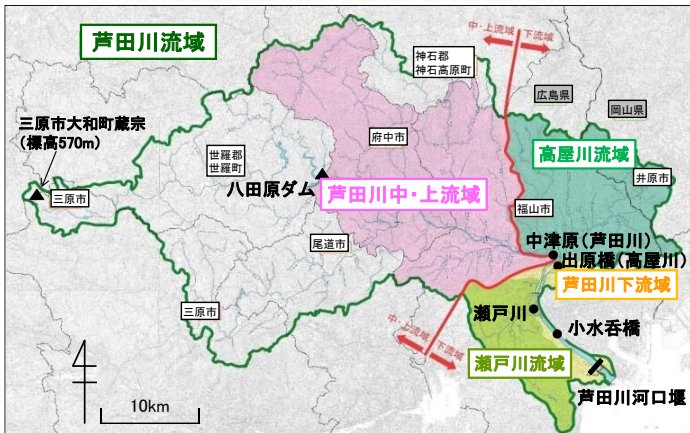 芦田川流域
中・上流域
下流域
神石郡
神石高原町
広島県
岡山県
三原市大和町蔵宗
(標高570m)
府中市
高屋川流域
世羅郡
世羅町
八田原ダム
芦田川中・上流域
井原市
三原市
福山市
尾道市
中津原(芦田川)
出原橋(高屋川)
芦田川下流域
三原市
瀬戸川
小水呑橋
中・上流域
下流域
瀬戸川流域
芦田川河口堰
10km